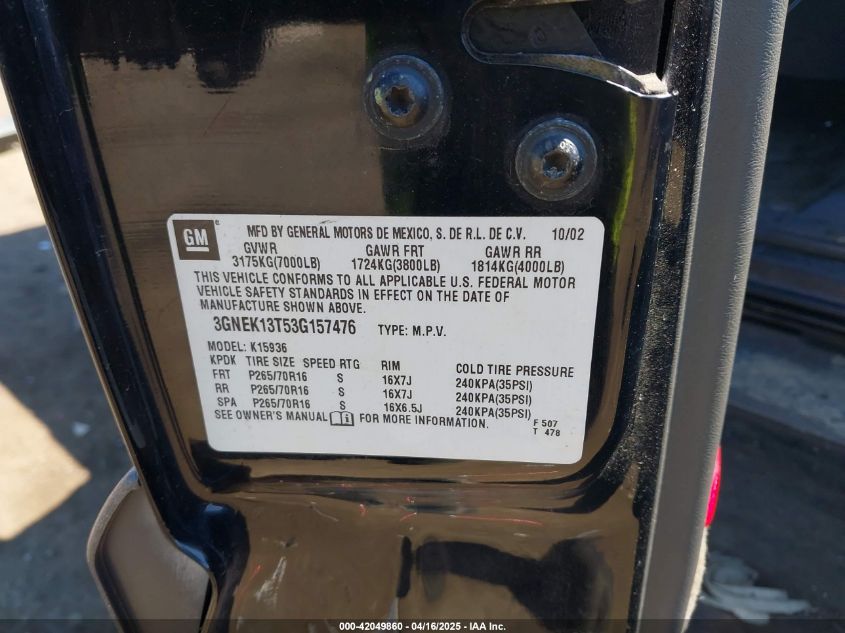 GM
MFD BY GENERAL MOTORS DE MEXICO, S. DE R.L. DE C.V. 10/02
GVWR GAWR FRT GAWR RR
3175KG(7000LB) 1724KG(3800LB) 1814KG(4000LB)
THIS VEHICLE CONFORMS TO ALL APPLICABLE U.S. FEDERAL MOTOR
VEHICLE SAFETY STANDARDS IN EFFECT ON THE DATE OF
MANUFACTURE SHOWN ABOVE.
3GNEK13T53G157476 TYPE: M.P.V.
MODEL: K15936
KPDK TIRE SIZE SPEED RTG RIM COLD TIRE PRESSURE
FRT P265/70R16 S 16X7J 240KPA(35PSI)
RR P265/70R16 S 16X7J 240KPA(35PSI)
SPA P265/70R16 S 16X6.5J 240KPA(35PSI)
SEE OWNER'S MANUAL FOR MORE INFORMATION.
F 507
T 478
000-42049860 - 04/16/2025 - IAA Inc.